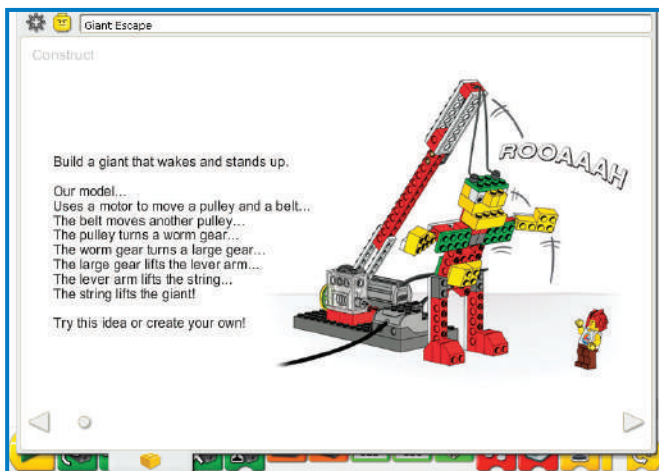 Giant Escape
Construct
Build a giant that wakes and stands up.
Our model...
Uses a motor to move a pulley and a belt...
The belt moves another pulley...
The pulley turns a worm gear...
The worm gear turns a large gear...
The large gear lifts the lever arm...
The lever arm lifts the string...
The string lifts the giant!
Try this idea or create your own!
ROOAAAH